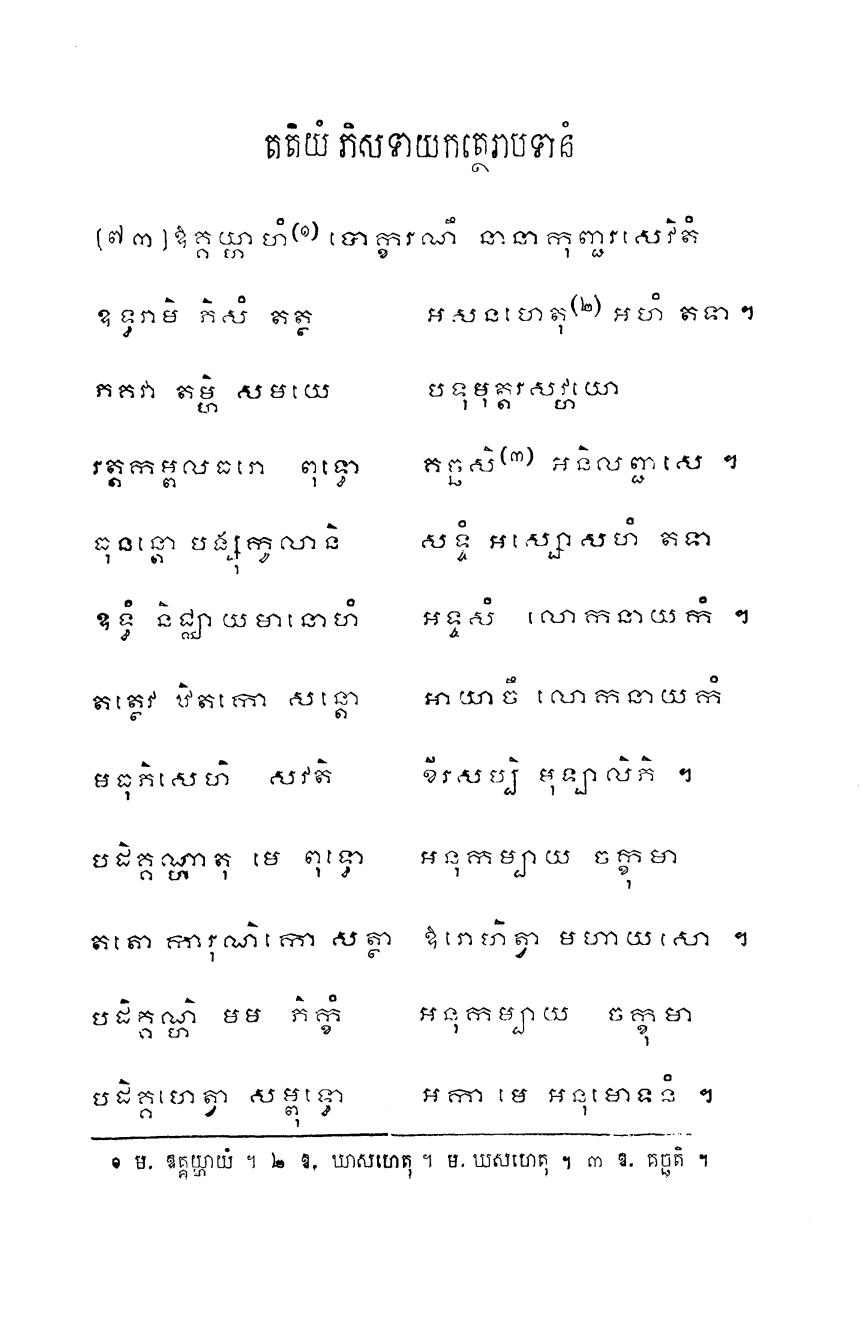 តតិយំ ភិសទាយកត្ថេរាបទានំ
(៧៣)ឱគ្គយ្ហាហំ(១) បោក្ខរណឹ នានាកុញ្ជរសេវិតំ
ឧទ្ធរាមិ ភិសំ តត្ថ អសនហេតុ(២) អហំ តទា ។
ភគវា តម្ហិ សមយេ បទុមុត្តរសវ្ហយោ
រត្តកម្ពលធរោ ពុទ្ធោ គច្ឆសិ(៣) អនិលញ្ជសេ ។
ធុនន្តោ បង្សុកូលានិ សទ្ទំ អស្សោសហំ តទា
ឧទ្ធំ និជ្ឈាយមានោហំ អទ្ទសំ លោកនាយកំ ។
តត្ថេវ ឋិតកោ សន្តោ អាយាចឹ លោកនាយកំ
មធុភិសេហិ សវតិ ខីរសប្បិ មុឡាលិភិ ។
បដិគ្គណ្ហាតុ មេ ពុទ្ធោ អនុកម្បាយ ចក្ខុមា
តតោ ការុណិកោ សត្ថា ឱរោហិត្វា មហាយសោ ។
បដិគ្គណ្ហិ មម ភិក្ខំ អនុកម្បាយ ចក្ខុមា
បដិគ្គហេត្វា សម្ពុទ្ធោ អកា មេ អនុមោទនំ ។
១ ម. ឱគ្គយ្ហាយំ ។ ២ ឱ. ឃាសហេតុ ។ ម. ឃសហេតុ ។ ៣ ឱ. គច្ឆតិ ។